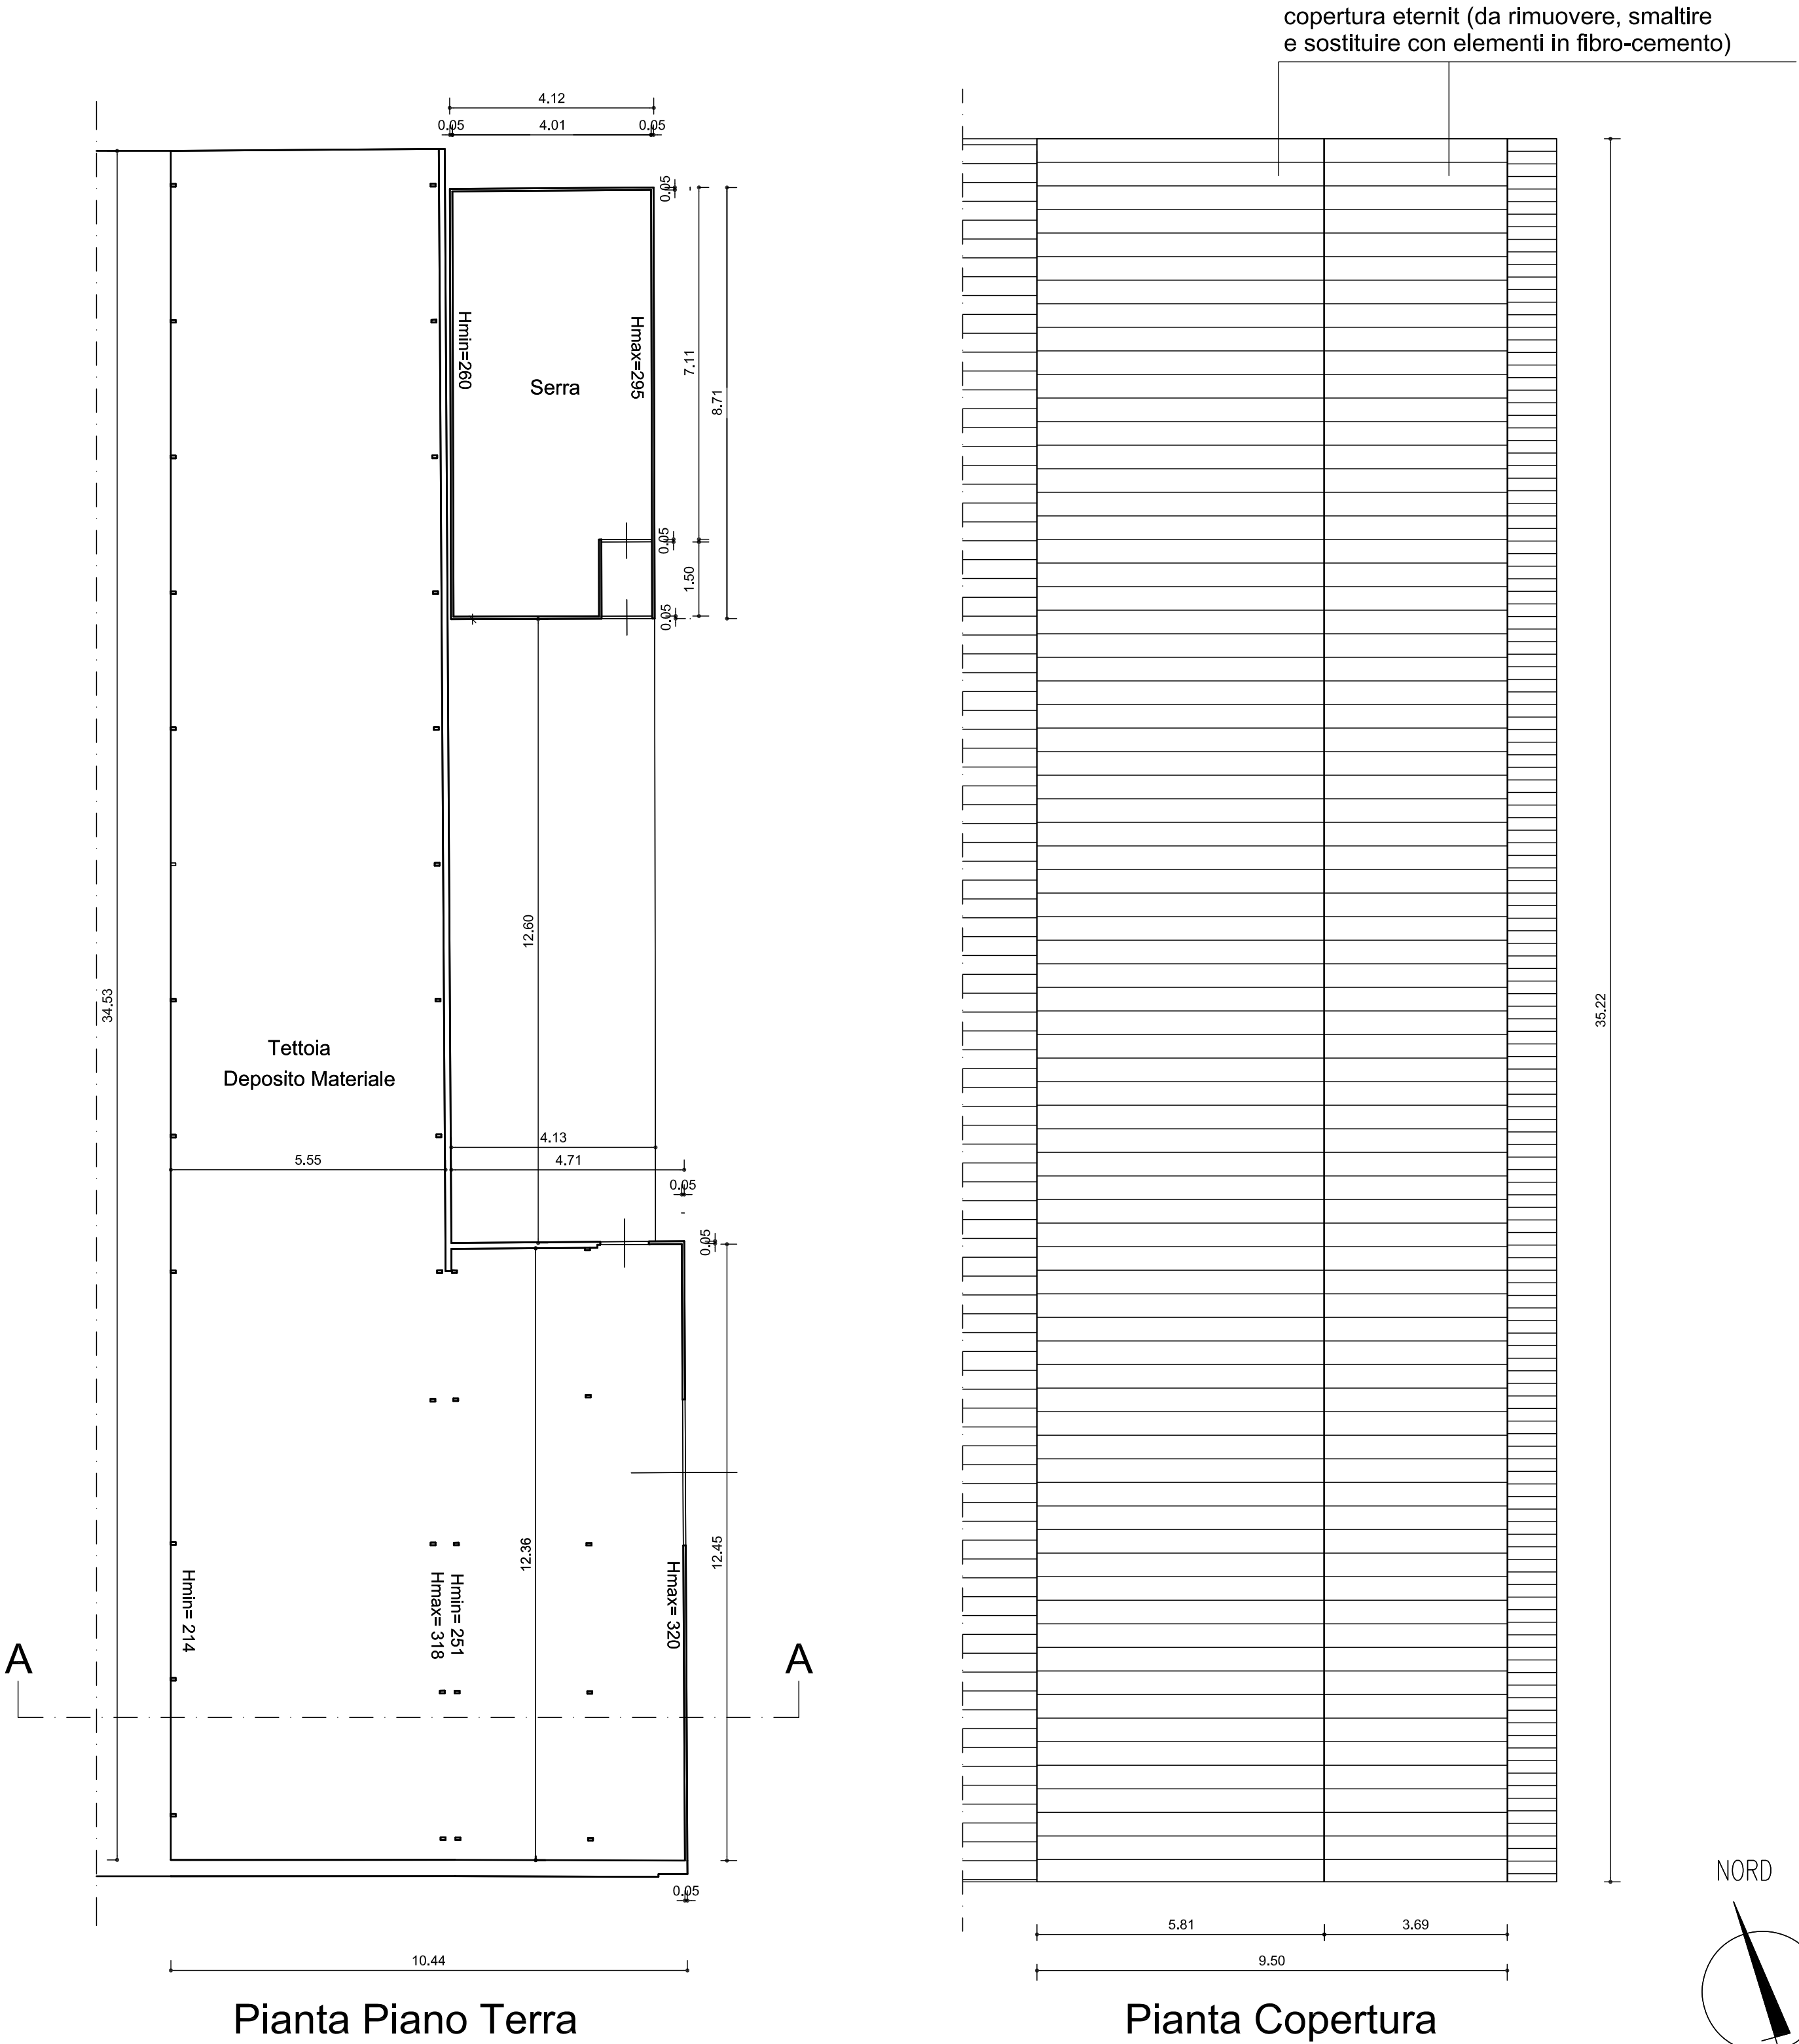 copertura eternit (da rimuovere, smaltire
e sostituire con elementi in fibro-cemento)
4.12
0.05
4.01
0.05
0.05
Hmin=260
Hmax=295
Serra
7.11
8.71
0.05
1.50
0.05
12.60
34.53
35.22
Tettoia
Deposito Materiale
4.13
5.55
4.71
0.05
0.05
12.36
12.45
Hmin= 214
Hmax= 318
Hmin= 251
Hmax= 320
A
A
0.05
NORD
5.81
3.69
10.44
9.50
Pianta Piano Terra
Pianta Copertura